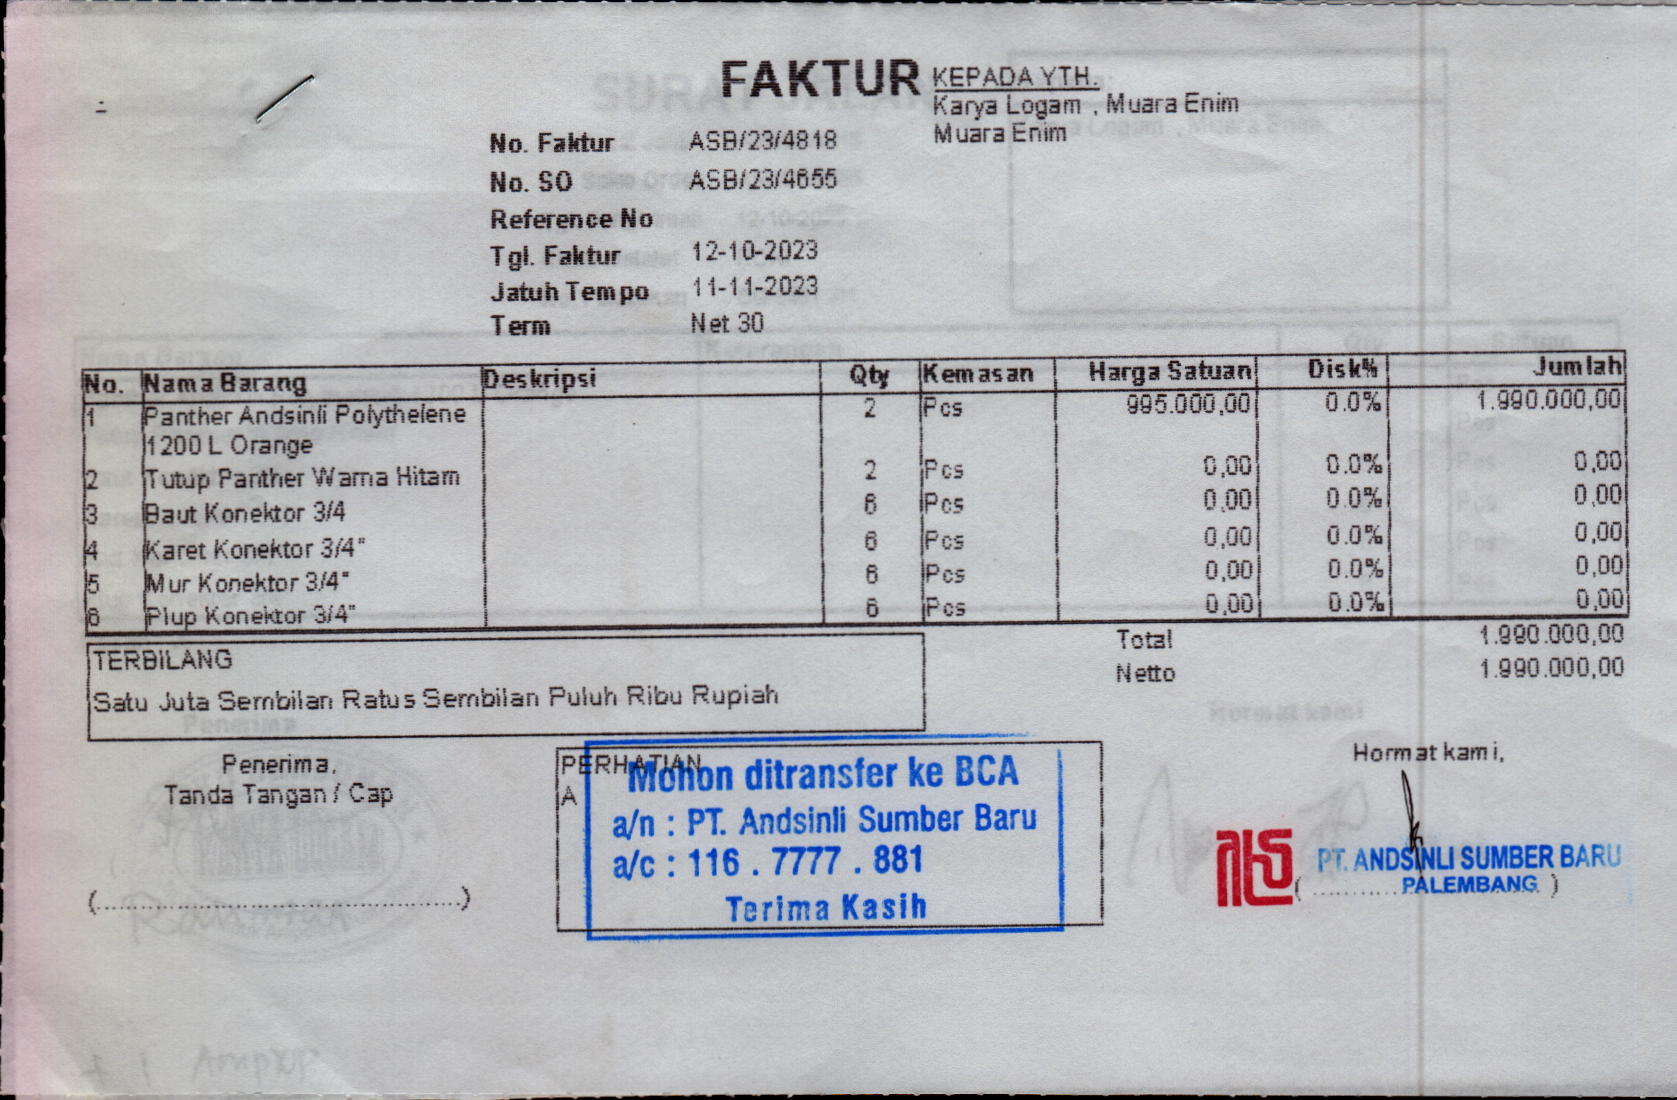 FAKTUR
KEPADA YTH.
Karya Logam , Muara Enim
Muara Enim
No. Faktur ASB/23/4818
No. SO ASB/23/4655
Reference No
Tgl. Faktur 12-10-2023
Jatuh Tempo 11-11-2023
Term Net 30
No. Nama Barang Deskripsi Qty Kemasan Harga Satuan Disk% Jumlah
1 Panther Andsinli Polythelene 2 Pcs 995.000,00 0.0% 1.990.000,00
1200 L Orange
2 Tutup Panther Warna Hitam 2 Pcs 0,00 0.0% 0,00
3 Baut Konektor 3/4 6 Pcs 0,00 0.0% 0,00
4 Karet Konektor 3/4" 6 Pcs 0,00 0.0% 0,00
5 Mur Konektor 3/4" 6 Pcs 0,00 0.0% 0,00
6 Plup Konektor 3/4" 6 Pcs 0,00 0.0% 0,00
Total 1.990.000,00
Netto 1.990.000,00
TERBILANG
Satu Juta Sembilan Ratus Sembilan Puluh Ribu Rupiah
Penerima,
Tanda Tangan / Cap
(........................................)
PERHATIAN
A
Mohon ditransfer ke BCA
a/n : PT. Andsinli Sumber Baru
a/c : 116 . 7777 . 881
Terima Kasih
Hormat kami,
PT. ANDSINLI SUMBER BARU
PALEMBANG